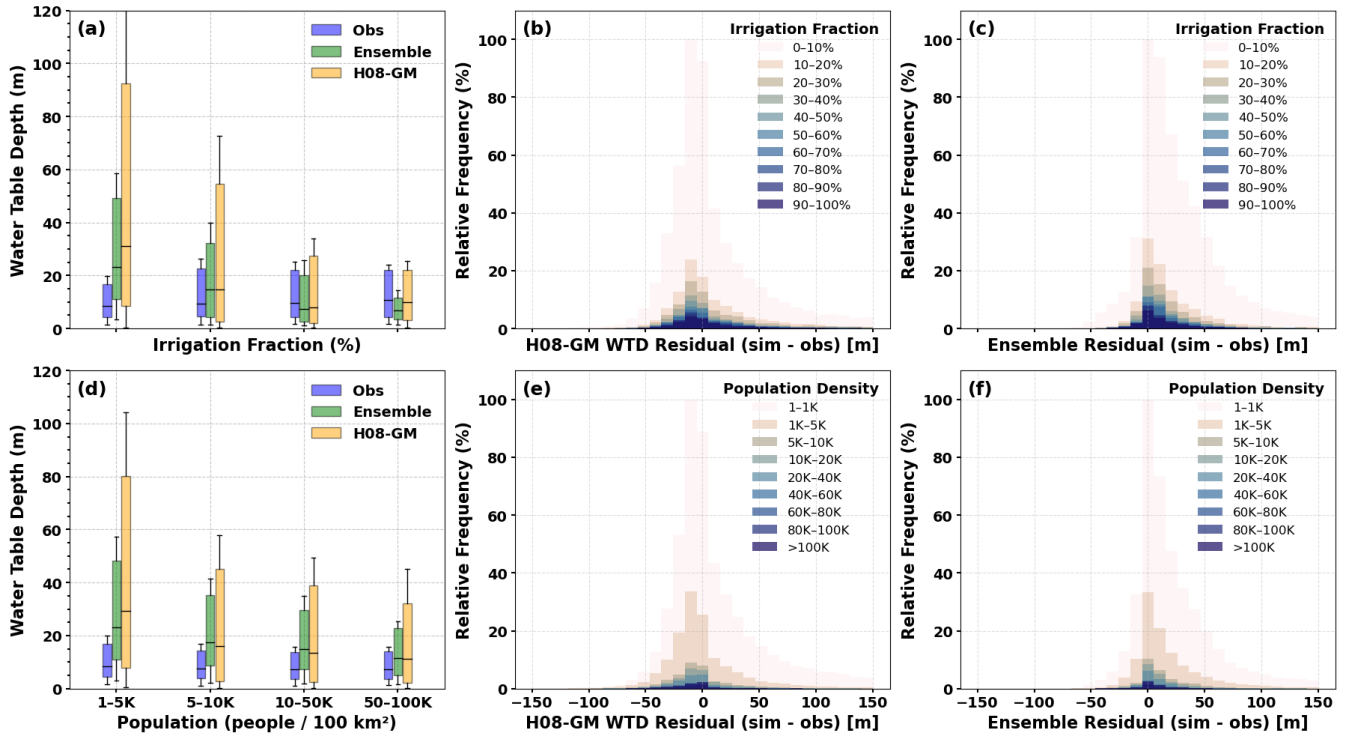 (a)
Obs
Ensemble
H08-GM
120
100
80
60
40
20
0
Water Table Depth (m)
1–5%
5–10%
10–50%
50–100%
Irrigation Fraction (%)
(b)
Irrigation Fraction
0–10%
10–20%
20–30%
30–40%
40–50%
50–60%
60–70%
70–80%
80–90%
90–100%
100
80
60
40
20
0
Relative Frequency (%)
H08-GM WTD Residual (sim - obs) [m]
(c)
Irrigation Fraction
0–10%
10–20%
20–30%
30–40%
40–50%
50–60%
60–70%
70–80%
80–90%
90–100%
100
80
60
40
20
0
Relative Frequency (%)
Ensemble Residual (sim - obs) [m]
(d)
Obs
Ensemble
H08-GM
120
100
80
60
40
20
0
Water Table Depth (m)
1–5K
5–10K
10–50K
50–100K
Population (people / 100 km²)
(e)
Population Density
1–1K
1K–5K
5K–10K
10K–20K
20K–40K
40K–60K
60K–80K
80K–100K
>100K
100
80
60
40
20
0
Relative Frequency (%)
−150 −100 −50 0 50 100 150
H08-GM WTD Residual (sim - obs) [m]
(f)
Population Density
1–1K
1K–5K
5K–10K
10K–20K
20K–40K
40K–60K
60K–80K
80K–100K
>100K
100
80
60
40
20
0
Relative Frequency (%)
−150 −100 −50 0 50 100 150
Ensemble Residual (sim - obs) [m]